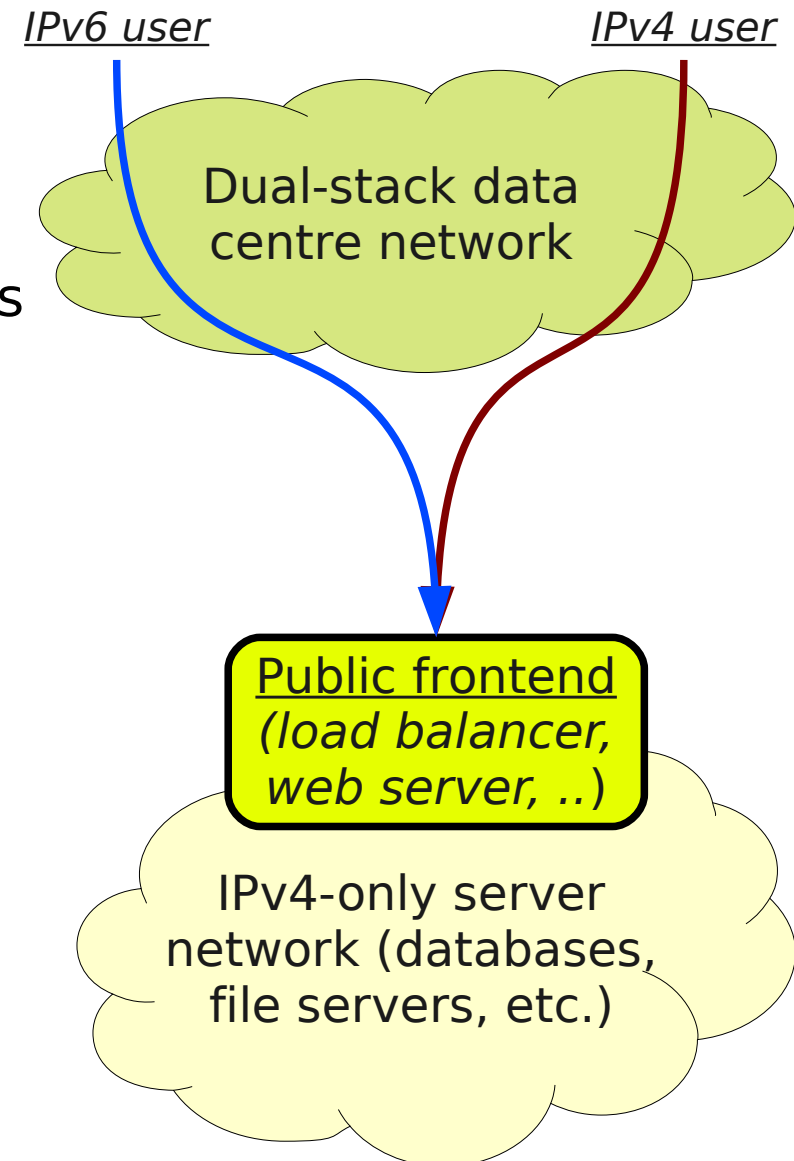 IPv6 user
IPv4 user
Dual-stack data
centre network
s
Public frontend
(load balancer,
web server, ..)
IPv4-only server
network (databases,
file servers, etc.)